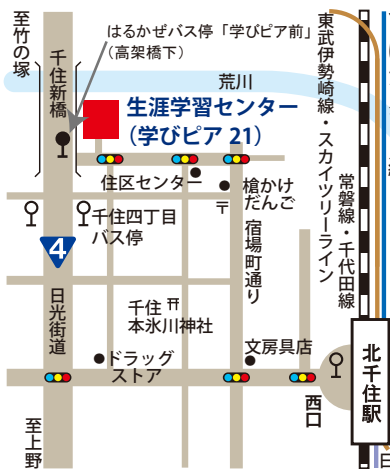 至竹の塚
千住新橋
はるかぜバス停「学びピア前」
（高架橋下）
荒川
生涯学習センター
（学びピア 21）
東武伊勢崎線・スカイツリーライン
常磐線・千代田線
住区センター
槍かけ
だんご
〒
千住四丁目
バス停
宿場町通り
4
日光街道
千住
本氷川神社
文房具店
ドラッグ
ストア
北千住駅
西口
至上野